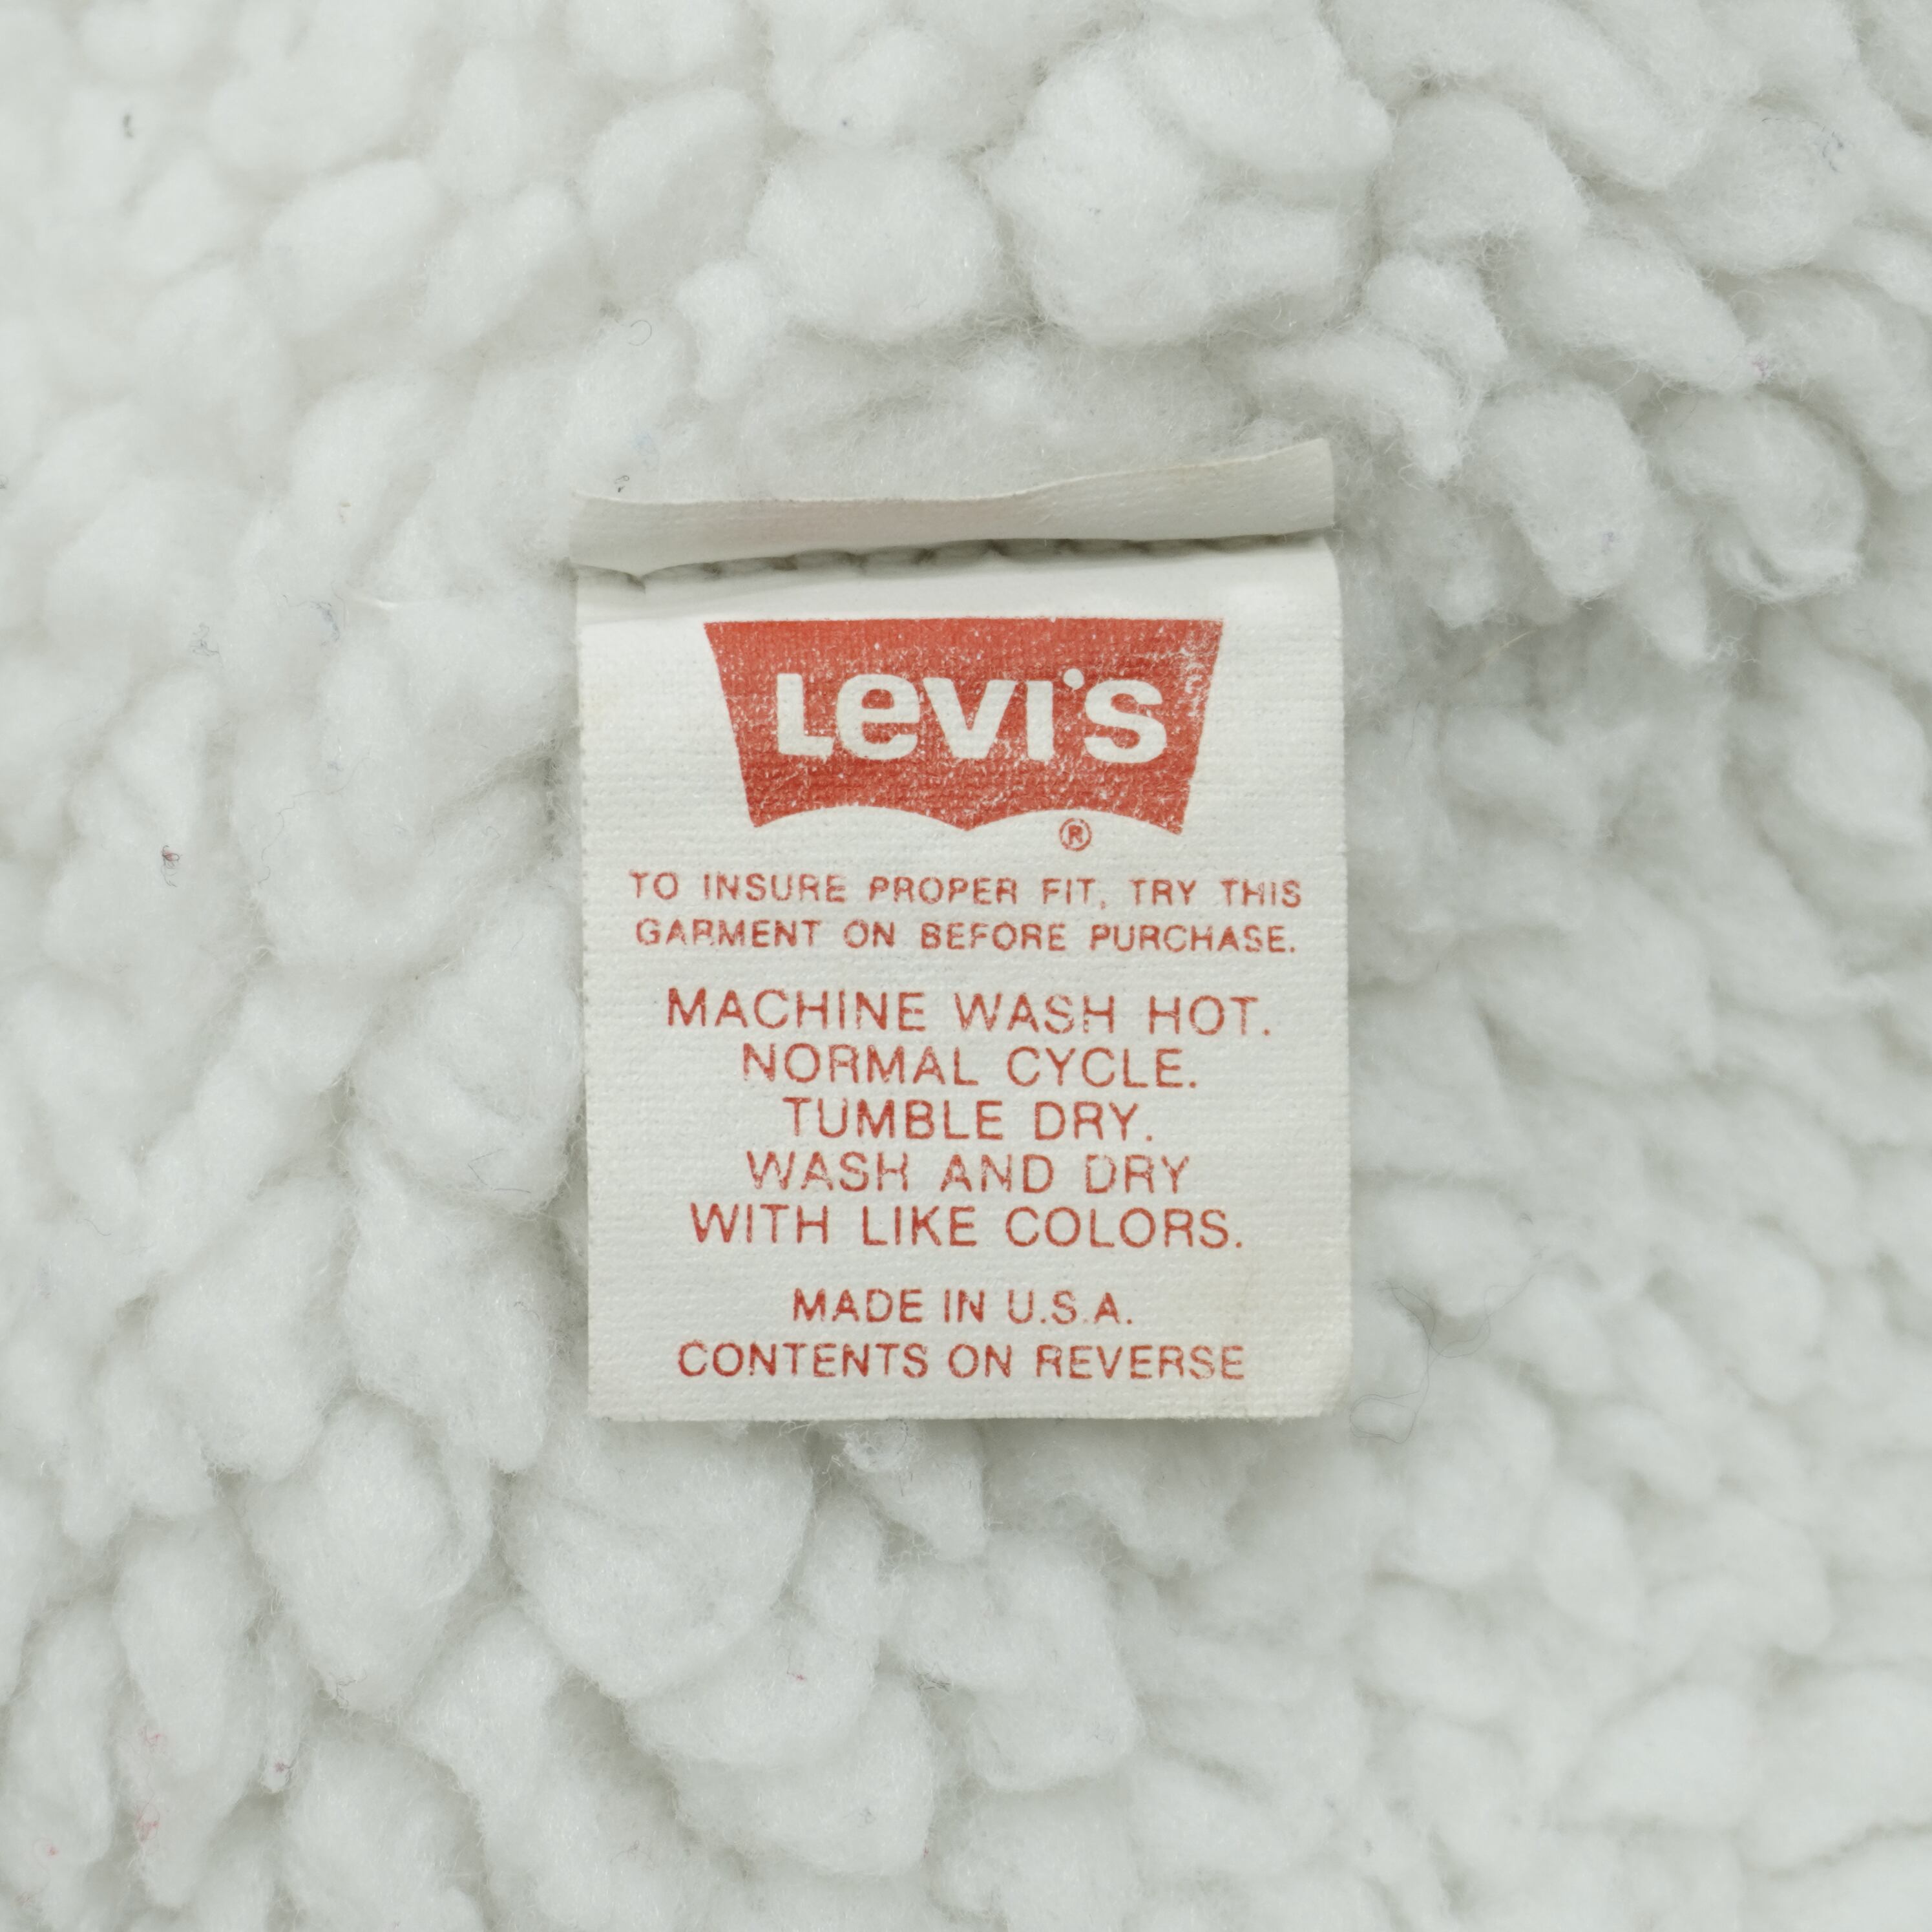 Levi's
®
TO INSURE PROPER FIT, TRY THIS
GARMENT ON BEFORE PURCHASE.
MACHINE WASH HOT.
NORMAL CYCLE.
TUMBLE DRY.
WASH AND DRY
WITH LIKE COLORS.
MADE IN U.S.A.
CONTENTS ON REVERSE